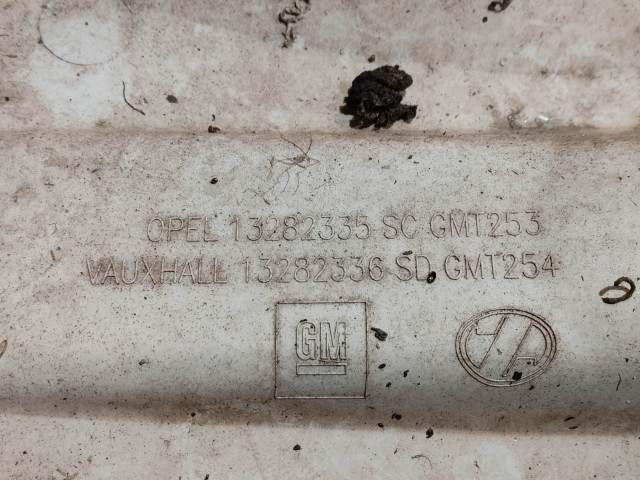 OPEL 13282335 SC GMT253
VAUXHALL 13282336 SD GMT254
GM